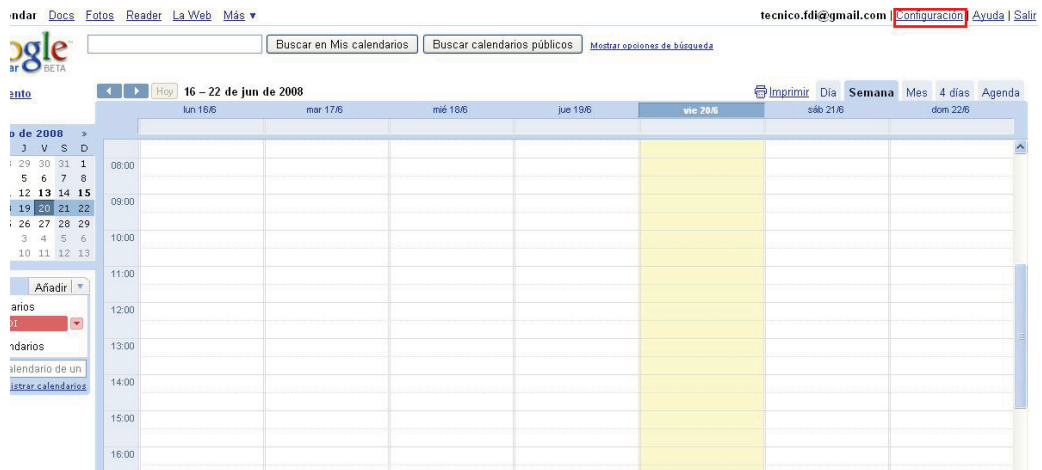 endar Docs Fotos Reader La Web Más ▼
tecnico.fdi@gmail.com | Configuración | Ayuda | Salir
ogle
ar BETA
Buscar en Mis calendarios Buscar calendarios públicos Mostrar opciones de búsqueda
ento
Hoy 16 – 22 de jun de 2008
Imprimir Día Semana Mes 4 días Agenda
lun 16/6 mar 17/6 mié 18/6 jue 19/6 vie 20/6 sáb 21/6 dom 22/6
o de 2008 »
J V S D
29 30 31 1
5 6 7 8
12 13 14 15
19 20 21 22
26 27 28 29
3 4 5 6
10 11 12 13
Añadir ▼
arios
DI
ndarios
alendario de un
istrar calendarios
08:00
09:00
10:00
11:00
12:00
13:00
14:00
15:00
16:00